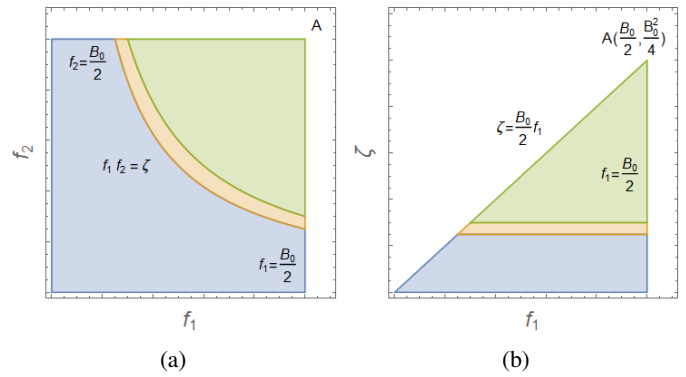 A
f₂=B₀/2
f₁ f₂ = ζ
f₁=B₀/2
f₂
f₁
(a)
A(B₀/2, B₀²/4)
ζ=B₀/2 f₁
f₁=B₀/2
ζ
f₁
(b)